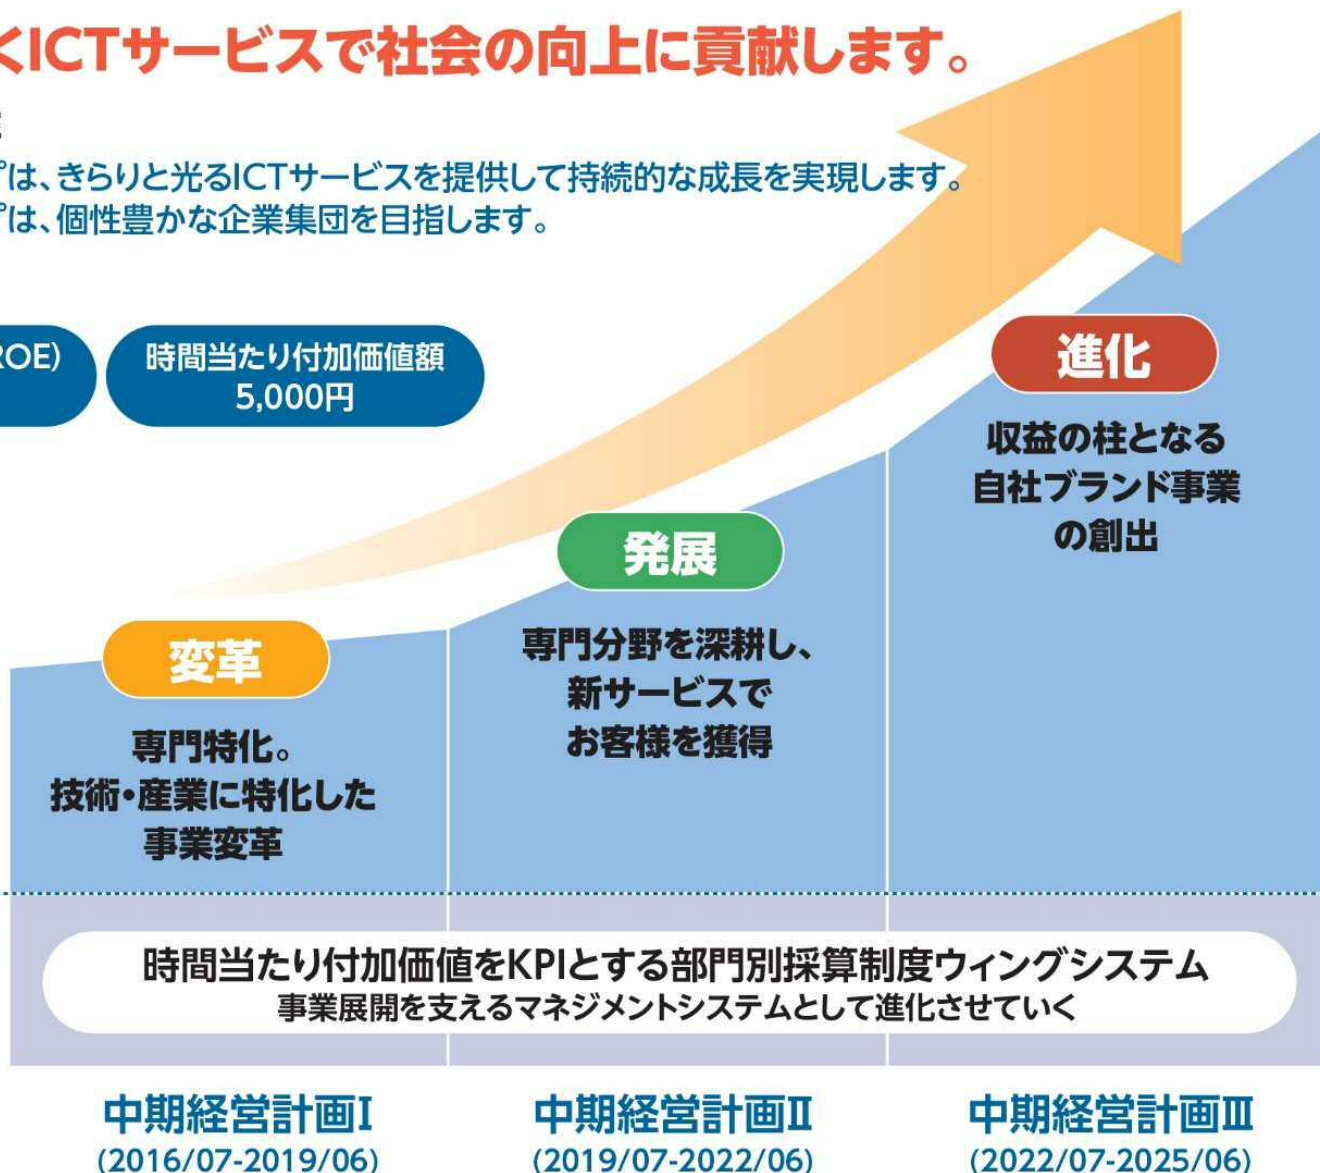 くICTサービスで社会の向上に貢献します。
は、きらりと光るICTサービスを提供して持続的な成長を実現します。
は、個性豊かな企業集団を目指します。
ROE)
時間当たり付加価値額
5,000円
進化
収益の柱となる
自社ブランド事業
の創出
発展
専門分野を深耕し、
新サービスで
お客様を獲得
変革
専門特化。
技術・産業に特化した
事業変革
時間当たり付加価値をKPIとする部門別採算制度ウィングシステム
事業展開を支えるマネジメントシステムとして進化させていく
中期経営計画Ⅰ
(2016/07-2019/06)
中期経営計画Ⅱ
(2019/07-2022/06)
中期経営計画Ⅲ
(2022/07-2025/06)